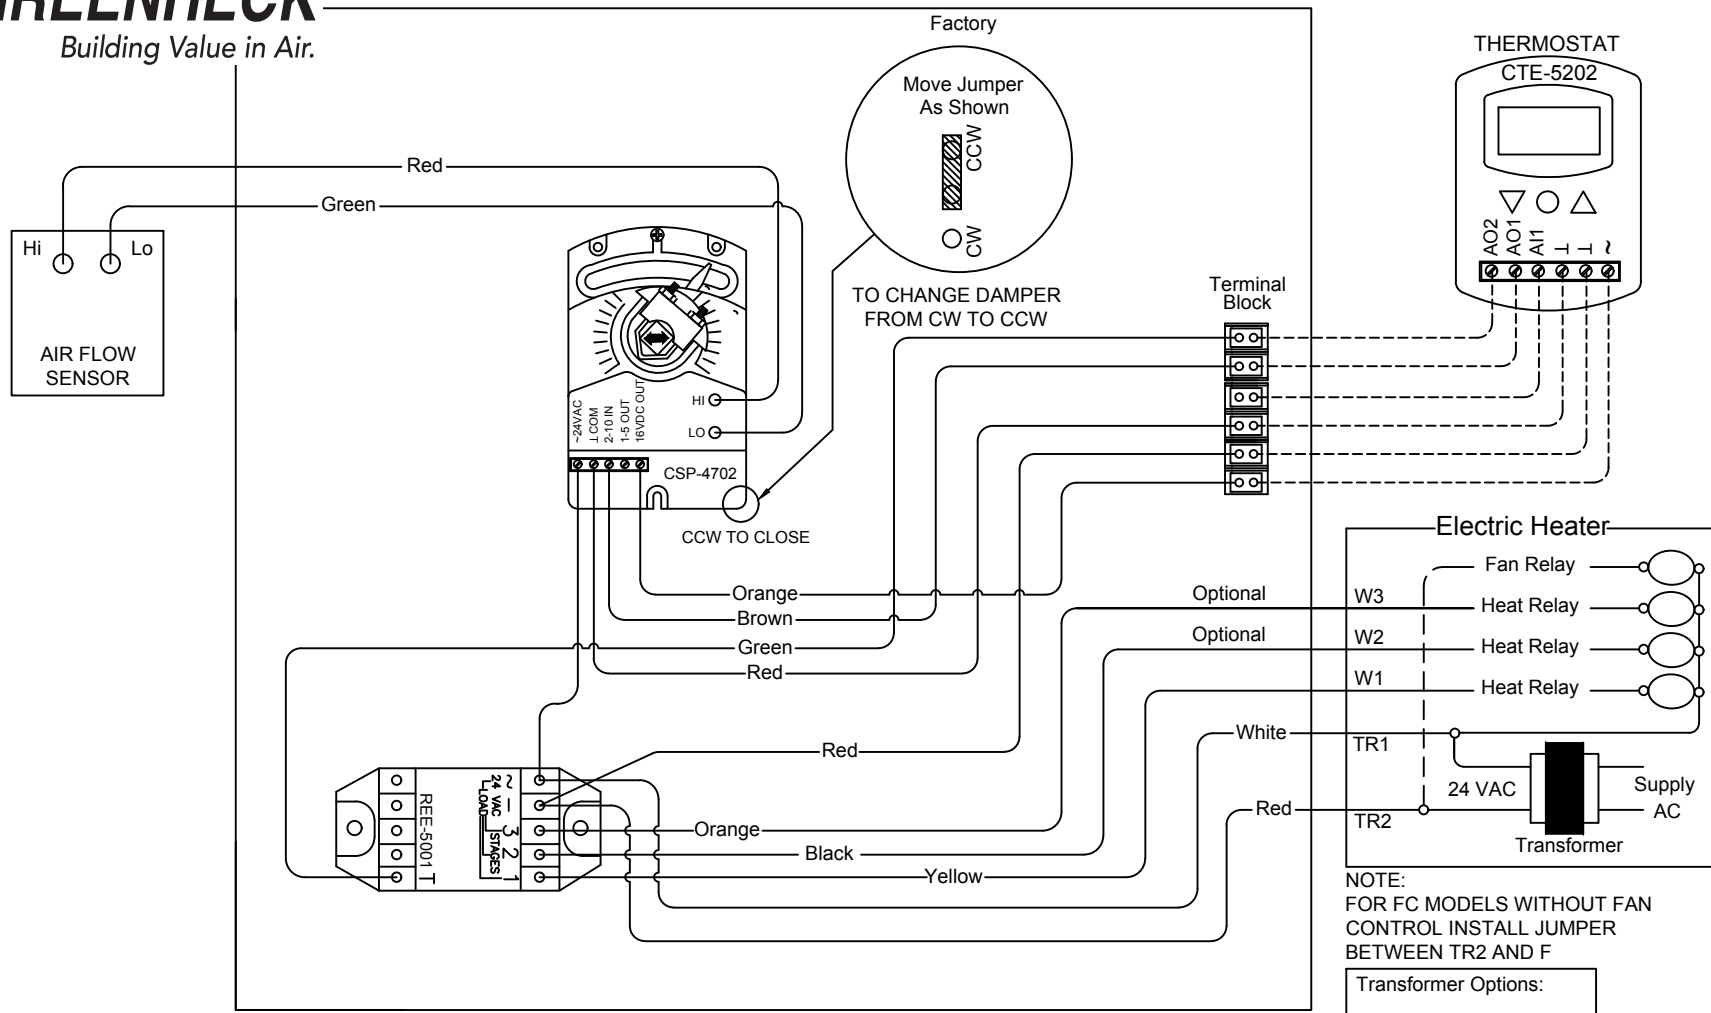 GREENHECK
Building Value in Air.
Factory
Move Jumper
As Shown
CCW
CW
TO CHANGE DAMPER
FROM CW TO CCW
THERMOSTAT
CTE-5202
AO2
AO1
AI1
⊥
⊥
~
Terminal
Block
Red
Green
Hi
Lo
AIR FLOW
SENSOR
HI
LO
~24VAC
⊥ COM
2-10 IN
1-5 OUT
16VDC OUT
CSP-4702
CCW TO CLOSE
Orange
Brown
Green
Red
Red
Orange
Black
Yellow
REE-5001
T
~
24 VAC
LOAD
3
2
1
STAGES
Optional
Optional
White
Red
Electric Heater
Fan Relay
W3
Heat Relay
W2
Heat Relay
W1
Heat Relay
TR1
24 VAC
Supply
AC
TR2
Transformer
NOTE:
FOR FC MODELS WITHOUT FAN
CONTROL INSTALL JUMPER
BETWEEN TR2 AND F
Transformer Options: